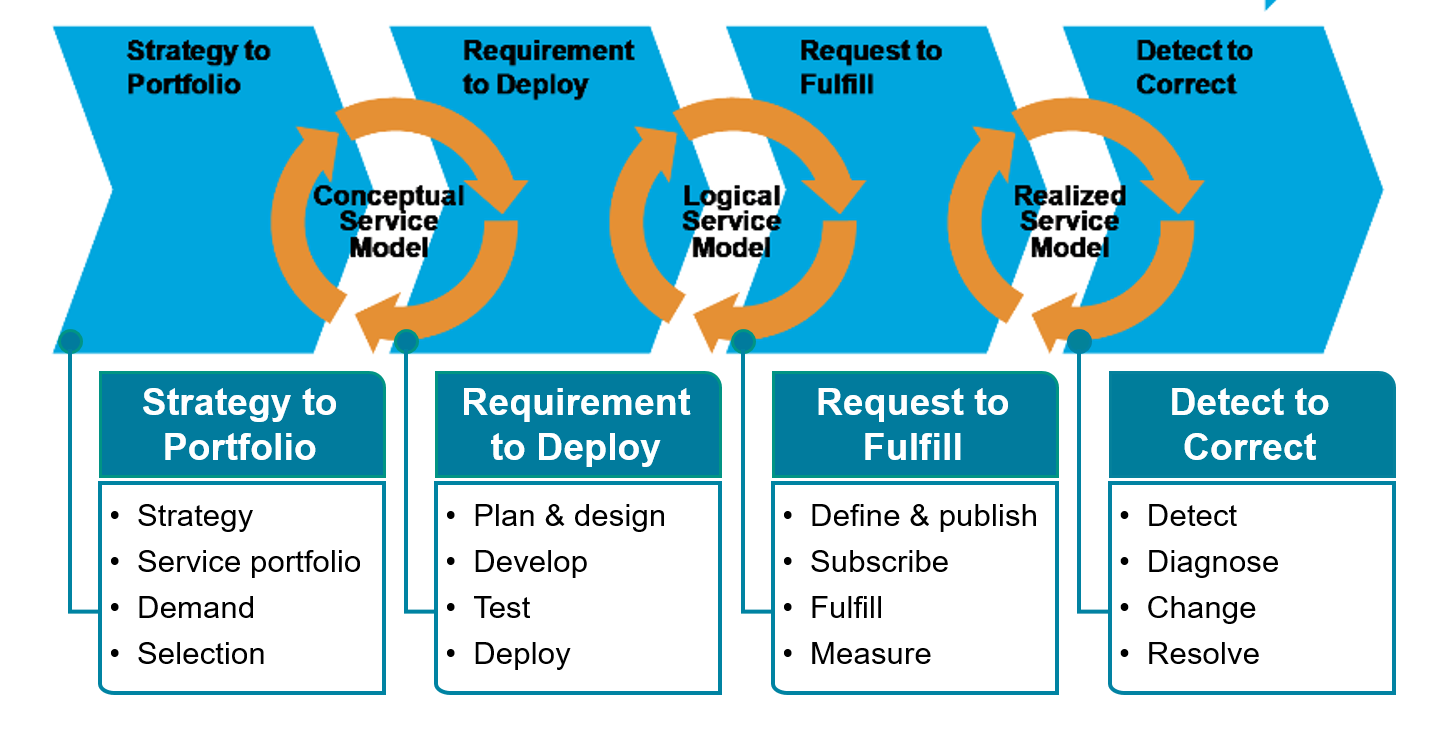 Strategy to
Portfolio
Requirement
to Deploy
Request to
Fulfill
Detect to
Correct
Conceptual
Service
Model
Logical
Service
Model
Realized
Service
Model
Strategy to
Portfolio
• Strategy
• Service portfolio
• Demand
• Selection
Requirement
to Deploy
• Plan & design
• Develop
• Test
• Deploy
Request to
Fulfill
• Define & publish
• Subscribe
• Fulfill
• Measure
Detect to
Correct
• Detect
• Diagnose
• Change
• Resolve